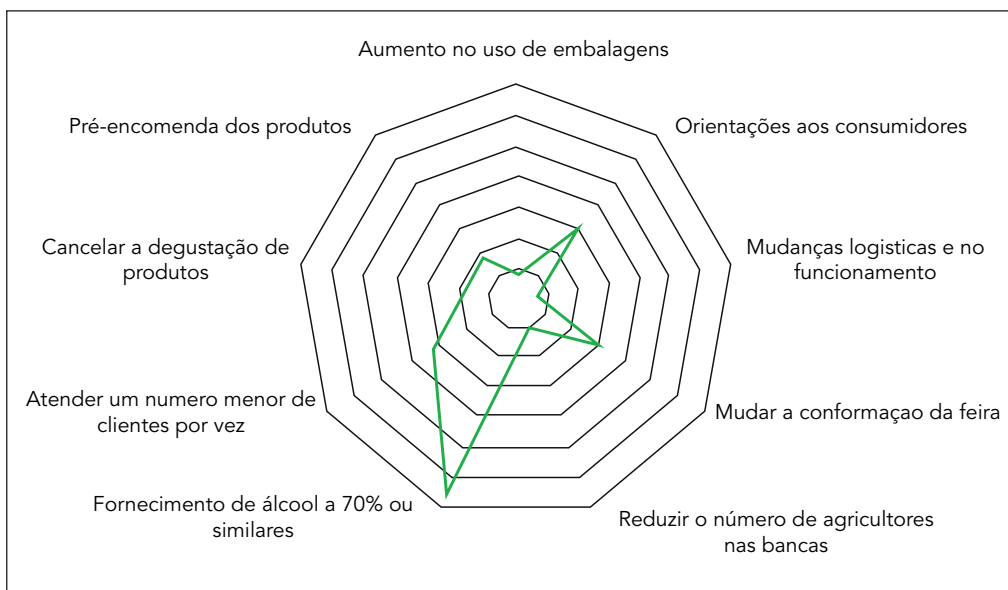 Aumento no uso de embalagens
Pré-encomenda dos produtos
Orientações aos consumidores
Cancelar a degustação de
produtos
Mudanças logisticas e no
funcionamento
Atender um numero menor de
clientes por vez
Mudar a conformaçao da feira
Fornecimento de álcool a 70% ou
similares
Reduzir o número de agricultores
nas bancas